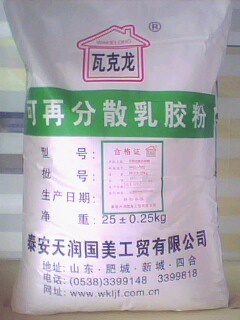 ®
瓦克龙
可再分散乳胶粉
型 号:
批 号:
生产日期:
净 重: 25±0.25kg
合格证
泰安天润国美工贸有限公司
地址: 山东·肥城·新城·四合
电话: (0538)3399148 3399818
网址: www.wkljf.com.cn